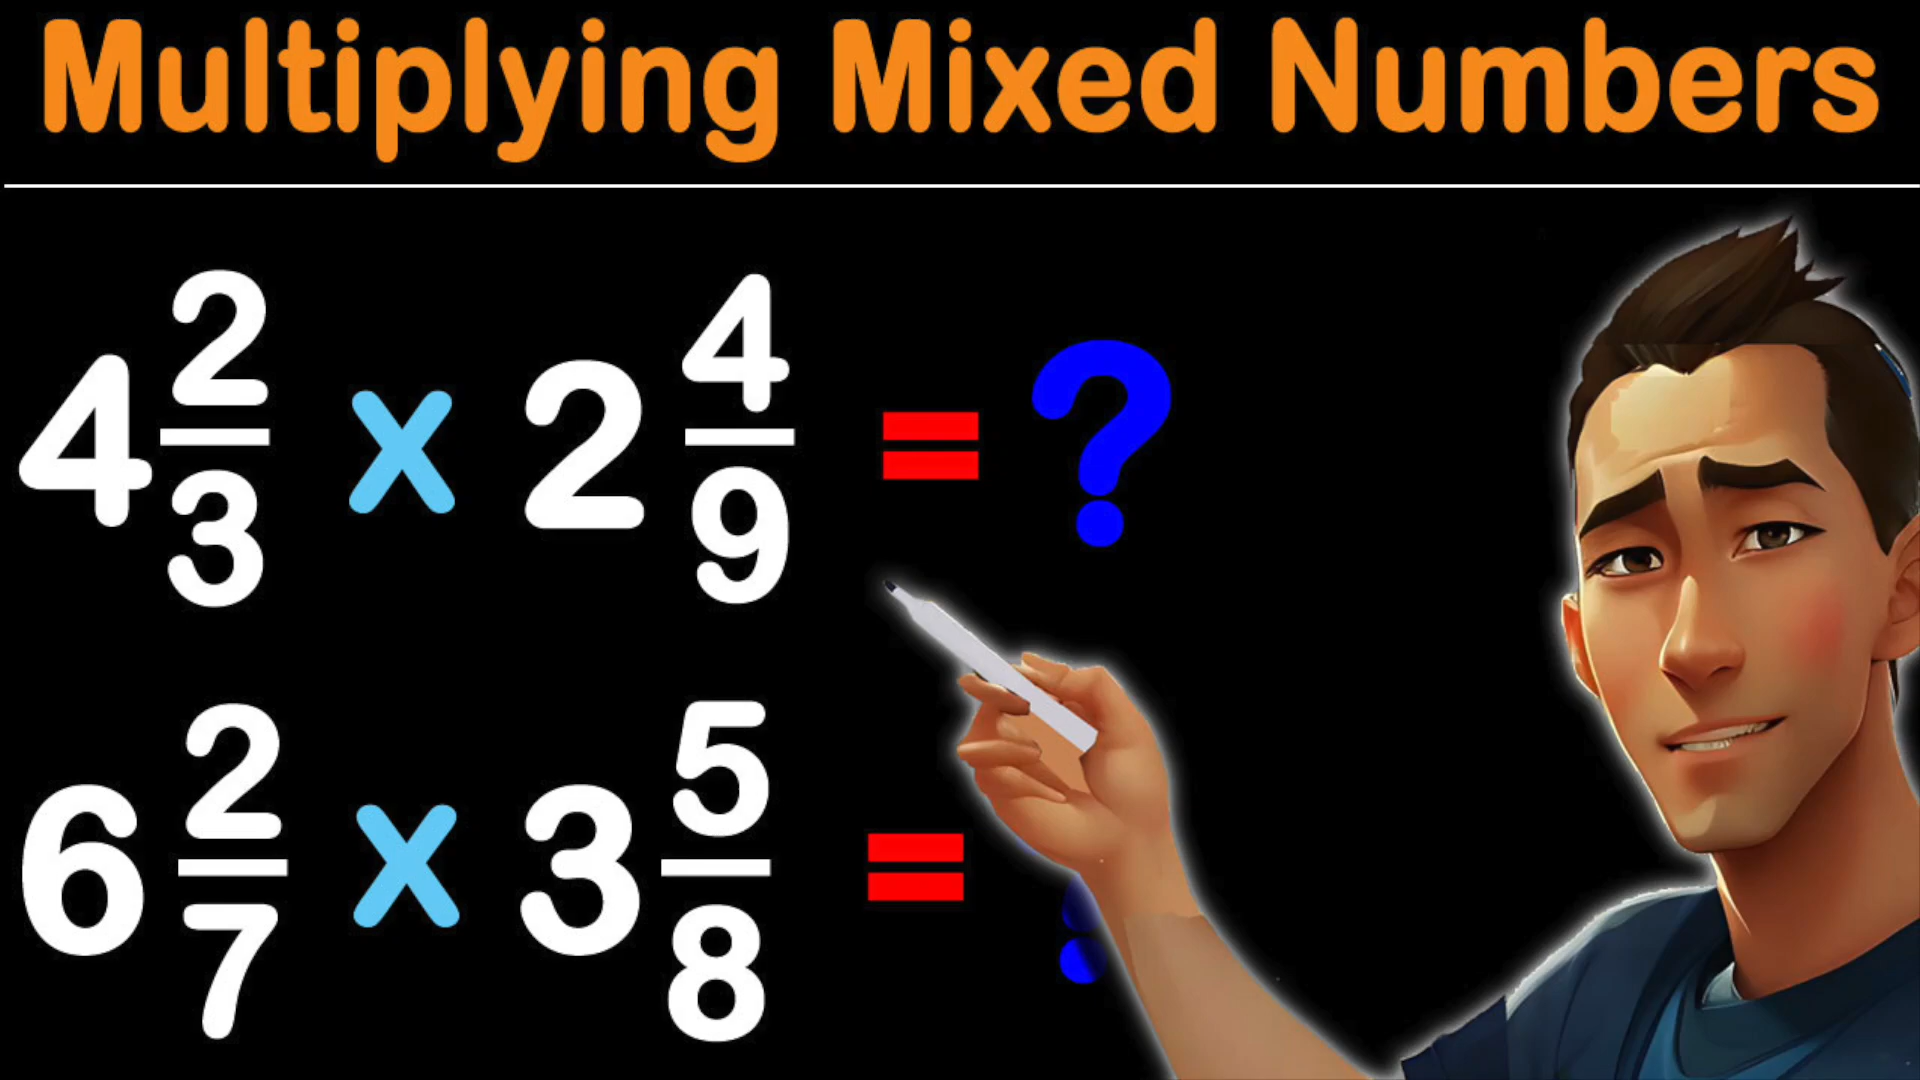 Multiplying Mixed Numbers
4 2/3 x 2 4/9 = ?
6 2/7 x 3 5/8 = ?